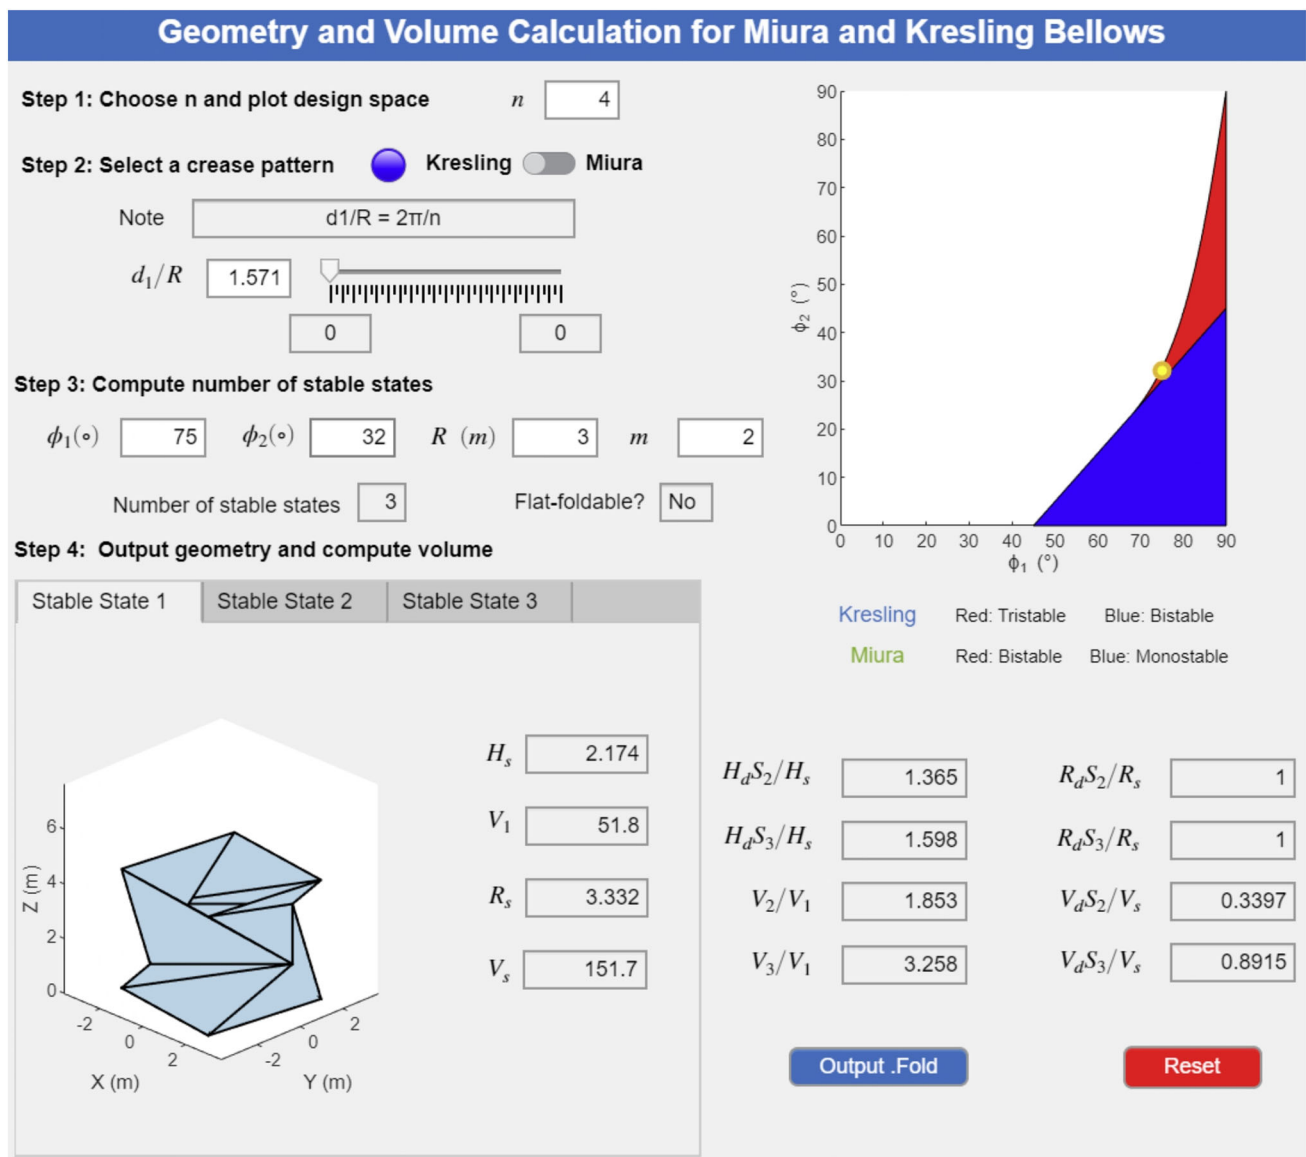 Geometry and Volume Calculation for Miura and Kresling Bellows
Step 1: Choose n and plot design space n 4
Step 2: Select a crease pattern Kresling Miura
Note d1/R = 2π/n
d₁/R 1.571
0 0
Step 3: Compute number of stable states
ϕ₁(∘) 75 ϕ₂(∘) 32 R (m) 3 m 2
Number of stable states 3 Flat-foldable? No
Step 4: Output geometry and compute volume
Stable State 1 Stable State 2 Stable State 3
6
4
2
0
-2 0 2
X (m)
-2 0 2
Y (m)
Z (m)
Hₛ 2.174
V₁ 51.8
Rₛ 3.332
Vₛ 151.7
90
80
70
60
50
40
30
20
10
0
ϕ₂ (°)
0 10 20 30 40 50 60 70 80 90
ϕ₁ (°)
Kresling Red: Tristable Blue: Bistable
Miura Red: Bistable Blue: Monostable
H_dS₂/Hₛ 1.365 R_dS₂/Rₛ 1
H_dS₃/Hₛ 1.598 R_dS₃/Rₛ 1
V₂/V₁ 1.853 V_dS₂/Vₛ 0.3397
V₃/V₁ 3.258 V_dS₃/Vₛ 0.8915
Output .Fold Reset